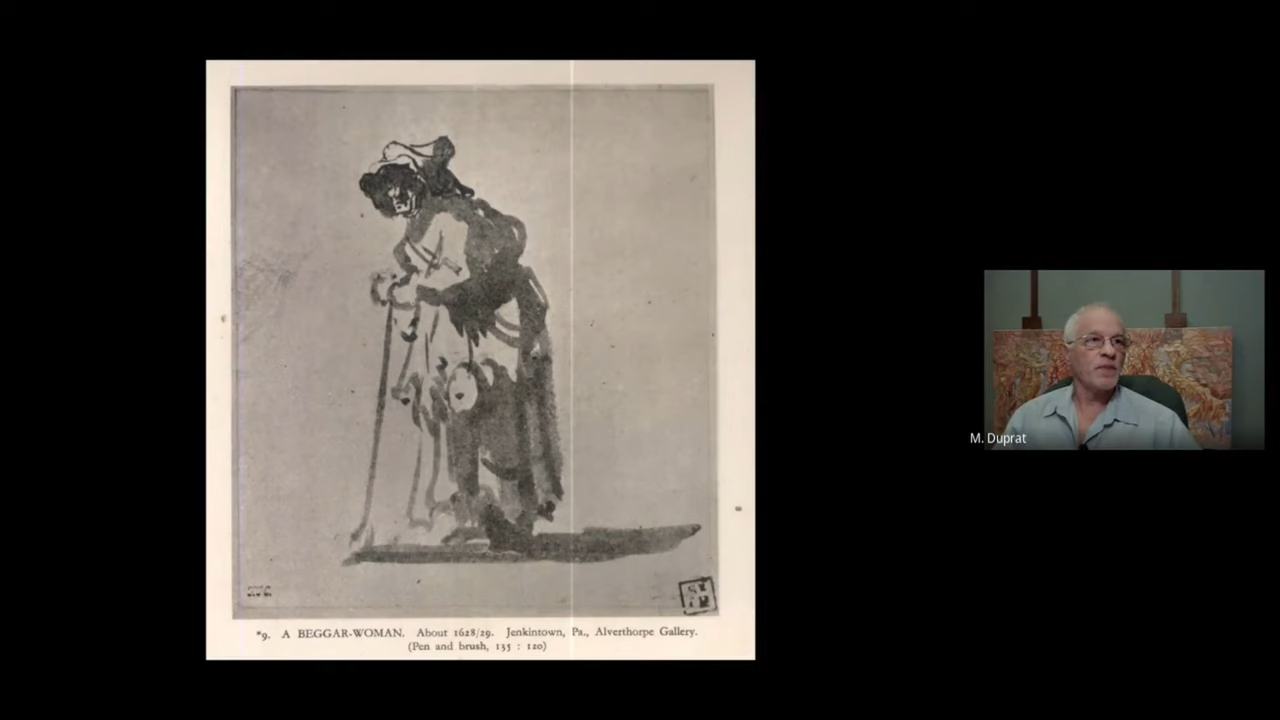 *9. A BEGGAR-WOMAN. About 1628/29. Jenkintown, Pa., Alverthorpe Gallery.
(Pen and brush, 135 : 120)
M. Duprat